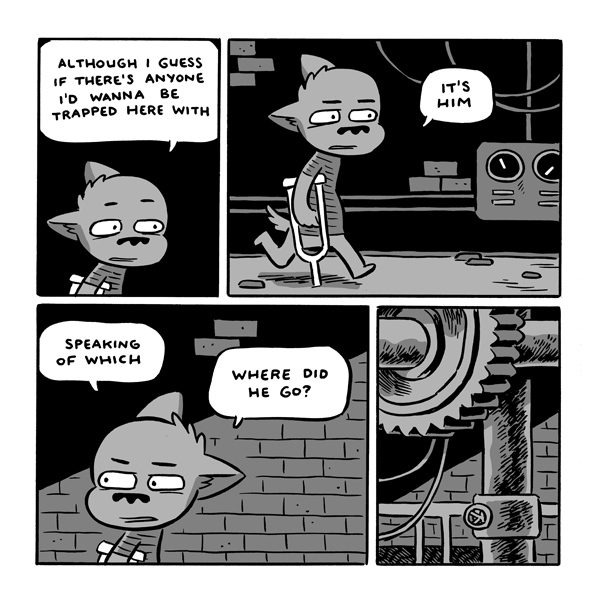 ALTHOUGH I GUESS
IF THERE'S ANYONE
I'D WANNA BE
TRAPPED HERE WITH
IT'S
HIM
SPEAKING
OF WHICH
WHERE DID
HE GO?